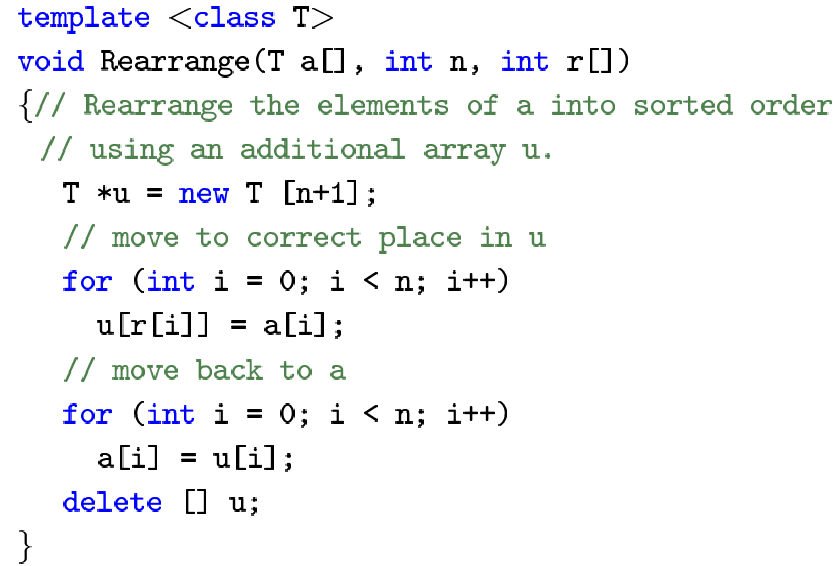 template <class T>
void Rearrange(T a[], int n, int r[])
{// Rearrange the elements of a into sorted order
// using an additional array u.
T *u = new T [n+1];
// move to correct place in u
for (int i = 0; i < n; i++)
u[r[i]] = a[i];
// move back to a
for (int i = 0; i < n; i++)
a[i] = u[i];
delete [] u;
}